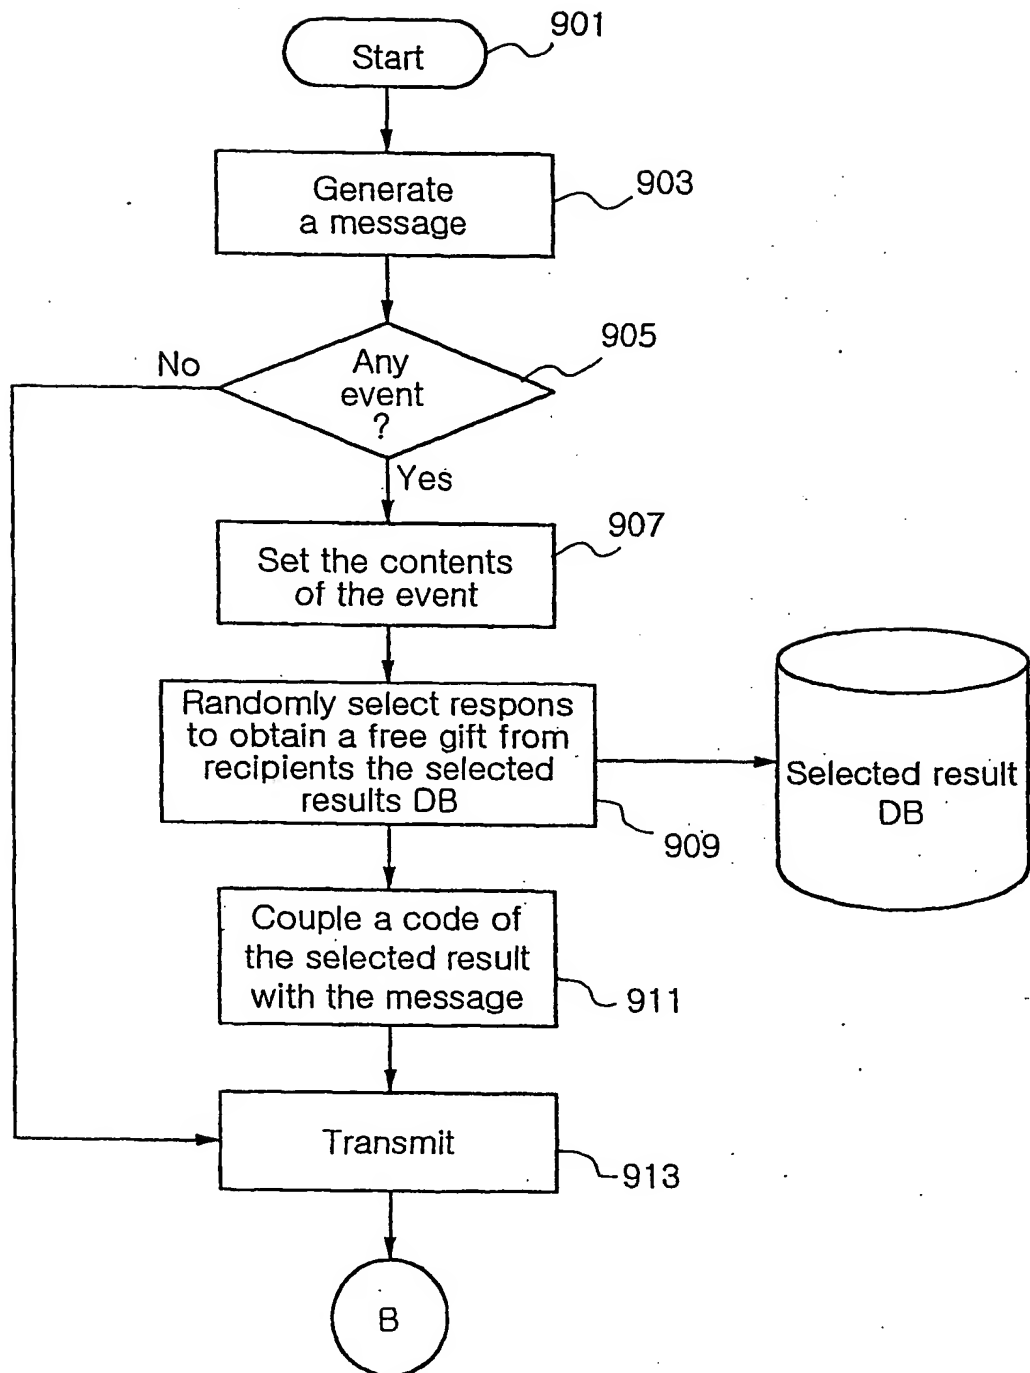 901
Start
903
Generate
a message
905
No
Any
event
?
Yes
907
Set the contents
of the event
Randomly select respons
to obtain a free gift from
recipients the selected
results DB
909
Selected result
DB
Couple a code of
the selected result
with the message
911
Transmit
913
B